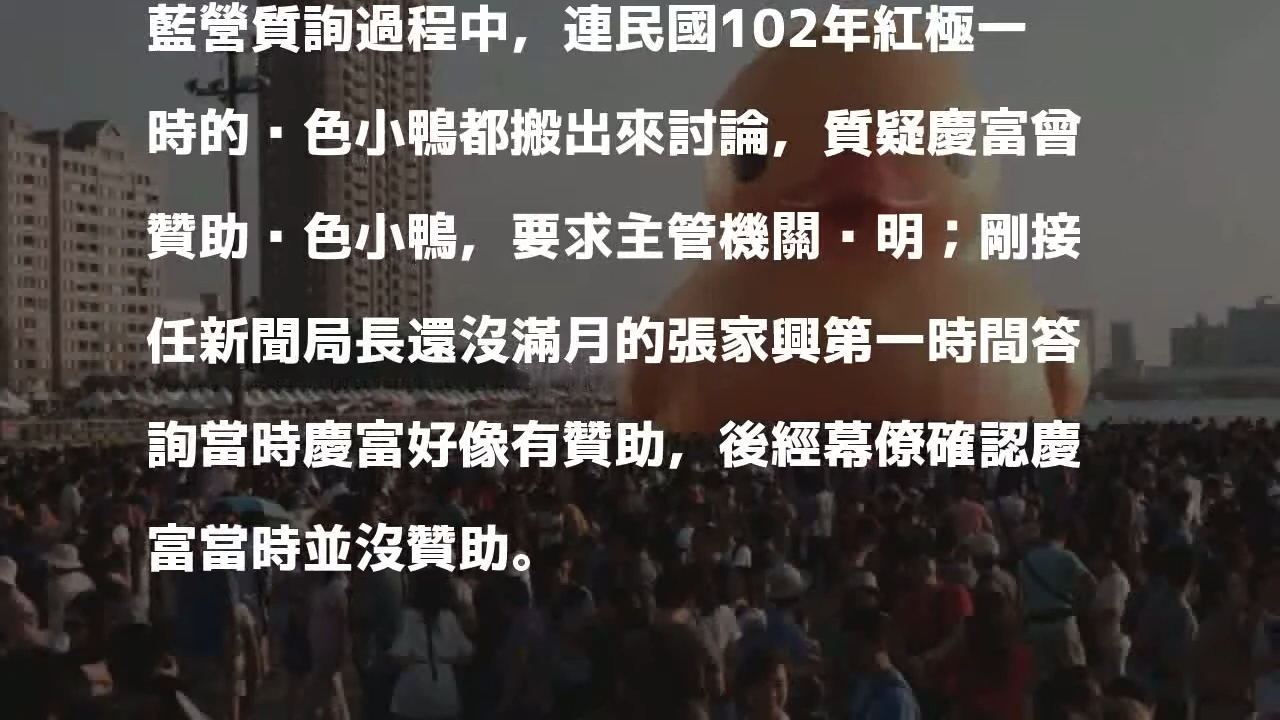 藍營質詢過程中，連民國102年紅極一
時的▪色小鴨都搬出來討論，質疑慶富曾
贊助▪色小鴨，要求主管機關▪明；剛接
任新聞局長還沒滿月的張家興第一時間答
詢當時慶富好像有贊助，後經幕僚確認慶
富當時並沒贊助。